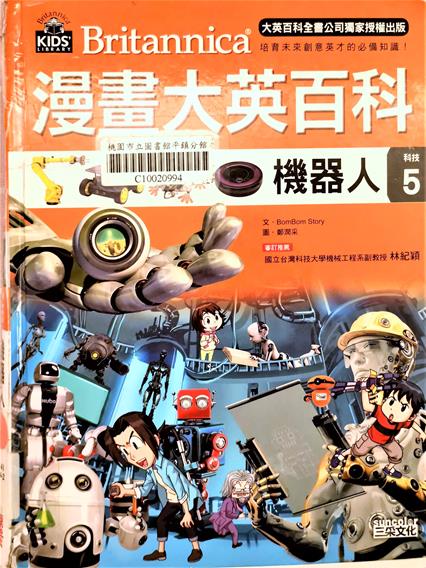 Britannica
KIDS'
LIBRARY
Britannica®
大英百科全書公司獨家授權出版
培育未來創意英才的必備知識！
漫畫大英百科
桃園市立圖書館平鎮分館
C10020994
機器人
科技
5
文．BomBom Story
圖．鄭潤采
審訂推薦
國立台灣科技大學機械工程系副教授 林紀穎
suncolor
三采文化